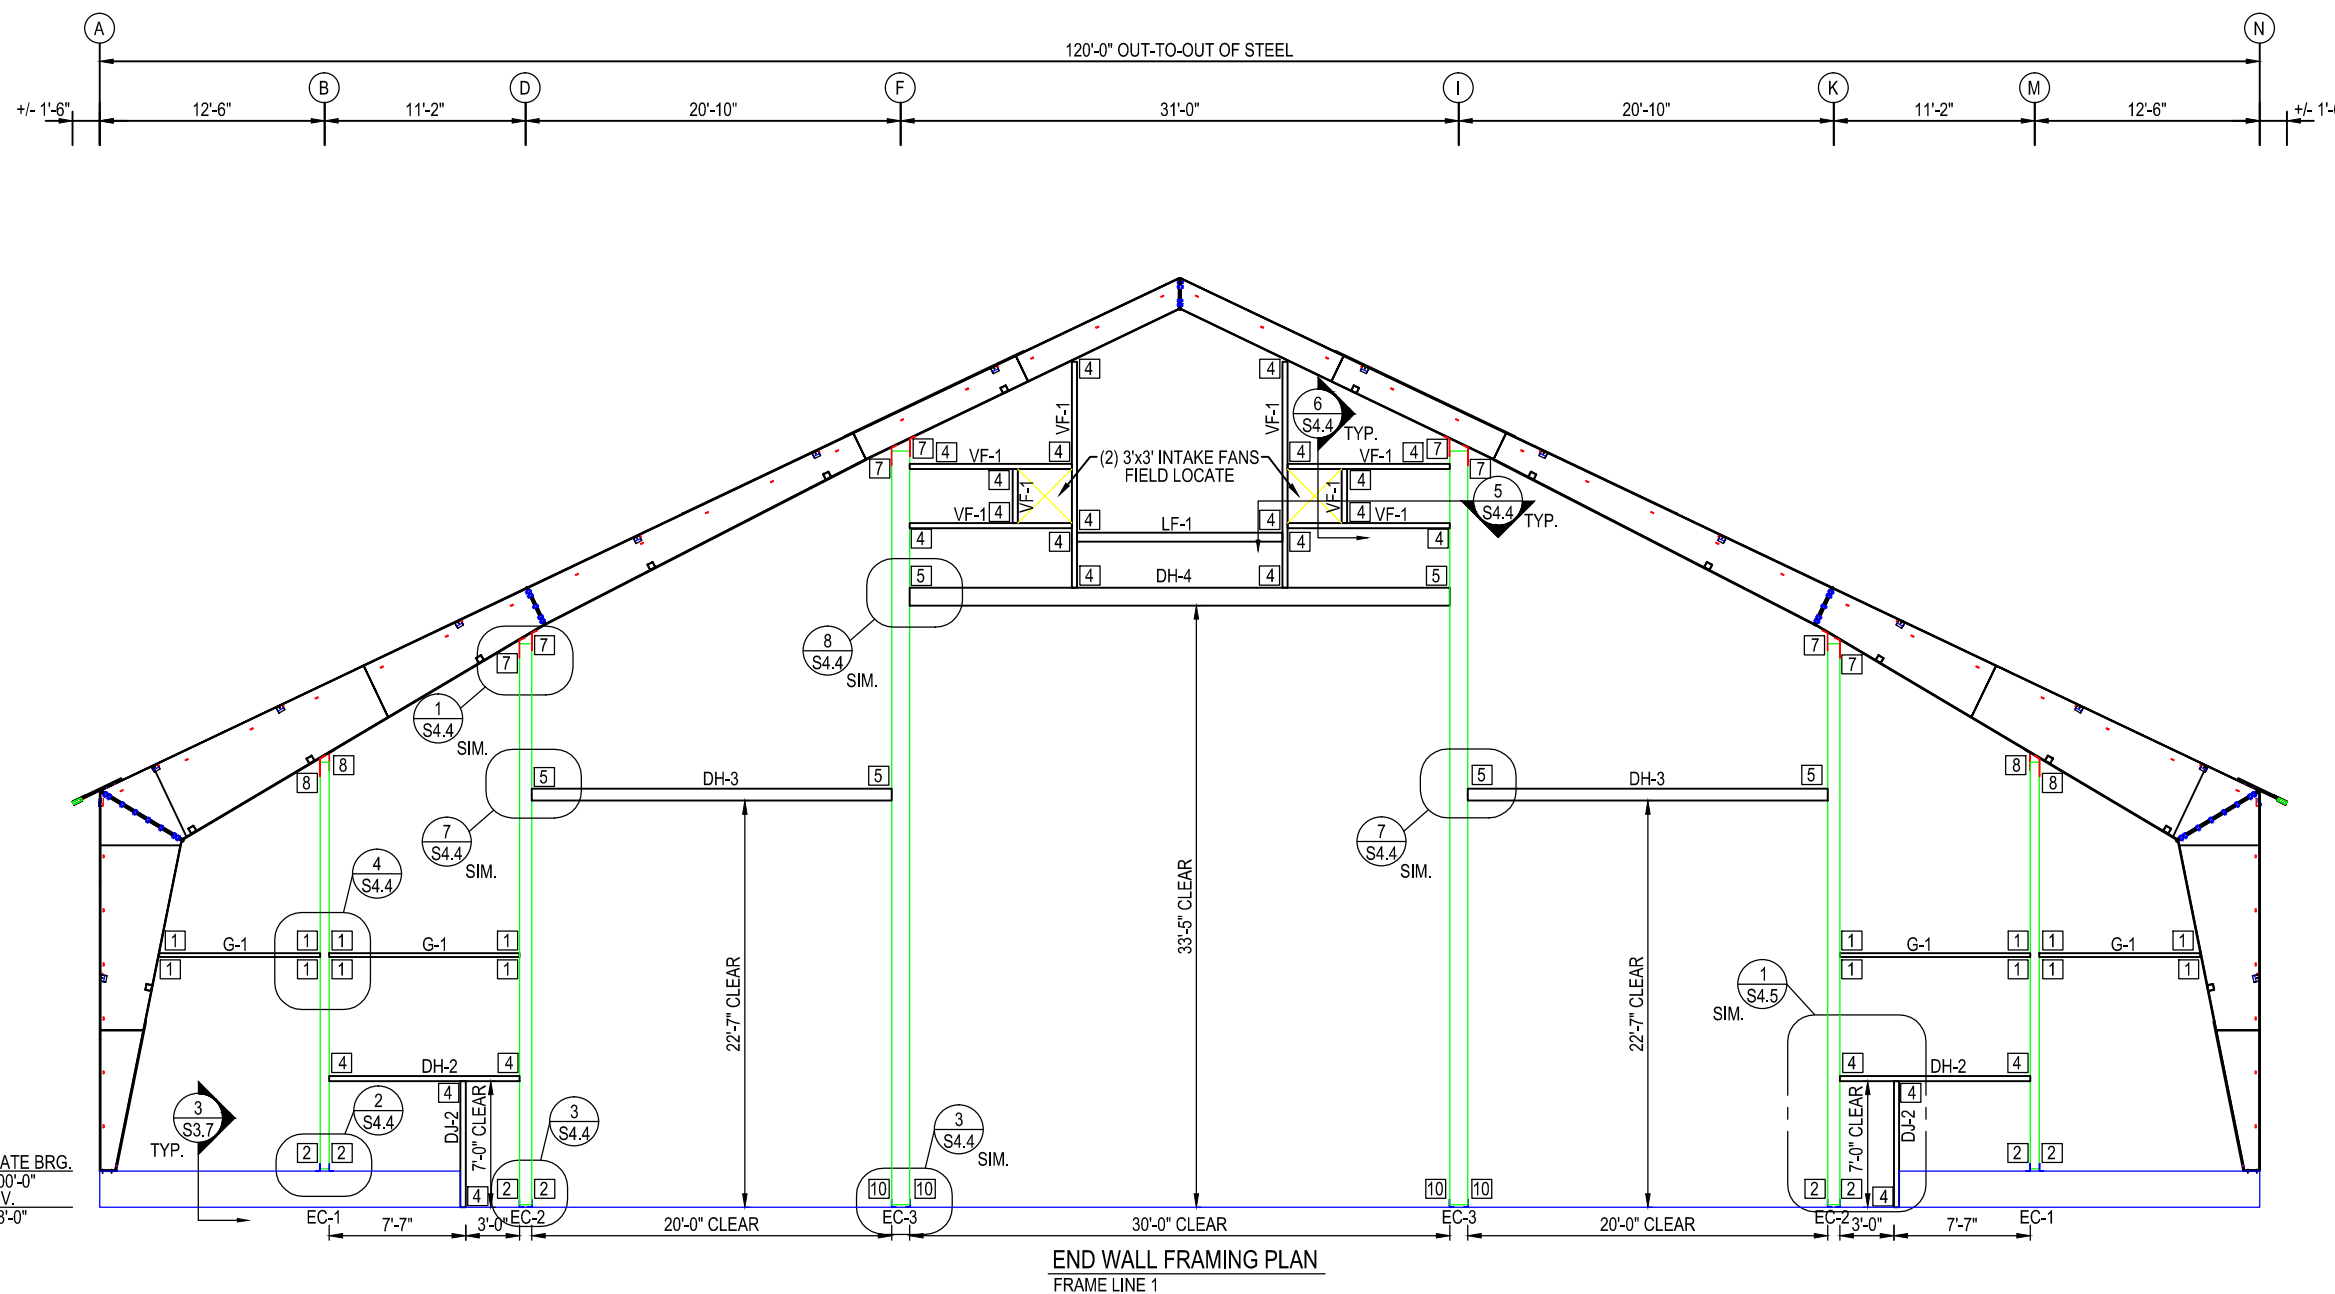 A
N
120'-0" OUT-TO-OUT OF STEEL
B
D
F
I
K
M
+/- 1'-6"
12'-6"
11'-2"
20'-10"
31'-0"
20'-10"
11'-2"
12'-6"
+/- 1'-
4
4
VF-1
VF-1
6
S4.4
TYP.
7
4
VF-1
4
4
VF-1
4
7
7
7
(2) 3'x3' INTAKE FANS
FIELD LOCATE
4
VF-1
4
VF-1
4
VF-1
4
VF-1
5
S4.4
TYP.
4
4
LF-1
4
4
4
4
5
4
DH-4
4
5
8
S4.4
SIM.
7
7
7
7
1
S4.4
SIM.
8
8
8
8
5
DH-3
5
5
DH-3
5
7
S4.4
SIM.
7
S4.4
SIM.
4
S4.4
33'-5" CLEAR
22'-7" CLEAR
22'-7" CLEAR
1
G-1
1
1
G-1
1
1
1
1
1
1
G-1
1
1
G-1
1
1
1
1
1
1
S4.5
SIM.
4
DH-2
4
4
DH-2
4
4
DJ-2
7'-0" CLEAR
7'-0" CLEAR
4
DJ-2
3
S3.7
TYP.
2
S4.4
3
S4.4
3
S4.4
SIM.
2
2
2
2
ATE BRG.
00'-0"
V.
3'-0"
4
2
2
10
10
10
10
2
2
4
EC-1
EC-2
EC-3
EC-3
EC-2
EC-1
7'-7"
3'-0"
20'-0" CLEAR
30'-0" CLEAR
20'-0" CLEAR
3'-0"
7'-7"
END WALL FRAMING PLAN
FRAME LINE 1